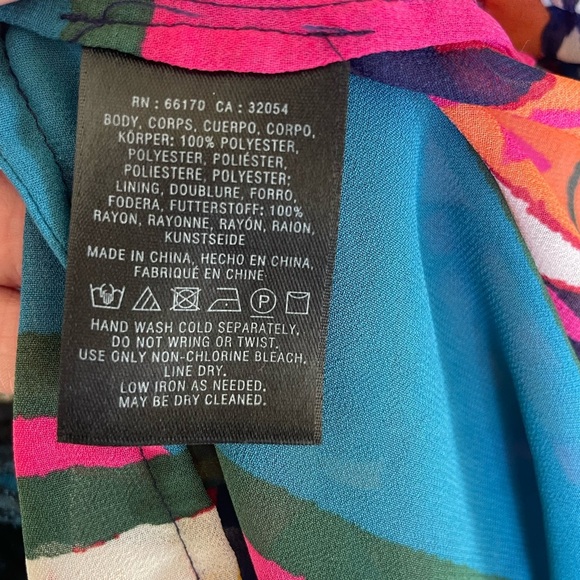 RN : 66170 CA : 32054
BODY, CORPS, CUERPO, CORPO,
KÖRPER: 100% POLYESTER
POLYESTER, POLIÉSTER,
POLIESTERE, POLYESTER;
LINING, DOUBLURE, FORRO,
FODERA, FUTTERSTOFF: 100%
RAYON, RAYONNE, RAYÓN, RAION,
KUNSTSEIDE
MADE IN CHINA, HECHO EN CHINA,
FABRIQUÉ EN CHINE
P
HAND WASH COLD SEPARATELY,
DO NOT WRING OR TWIST.
USE ONLY NON-CHLORINE BLEACH.
LINE DRY.
LOW IRON AS NEEDED.
MAY BE DRY CLEANED.